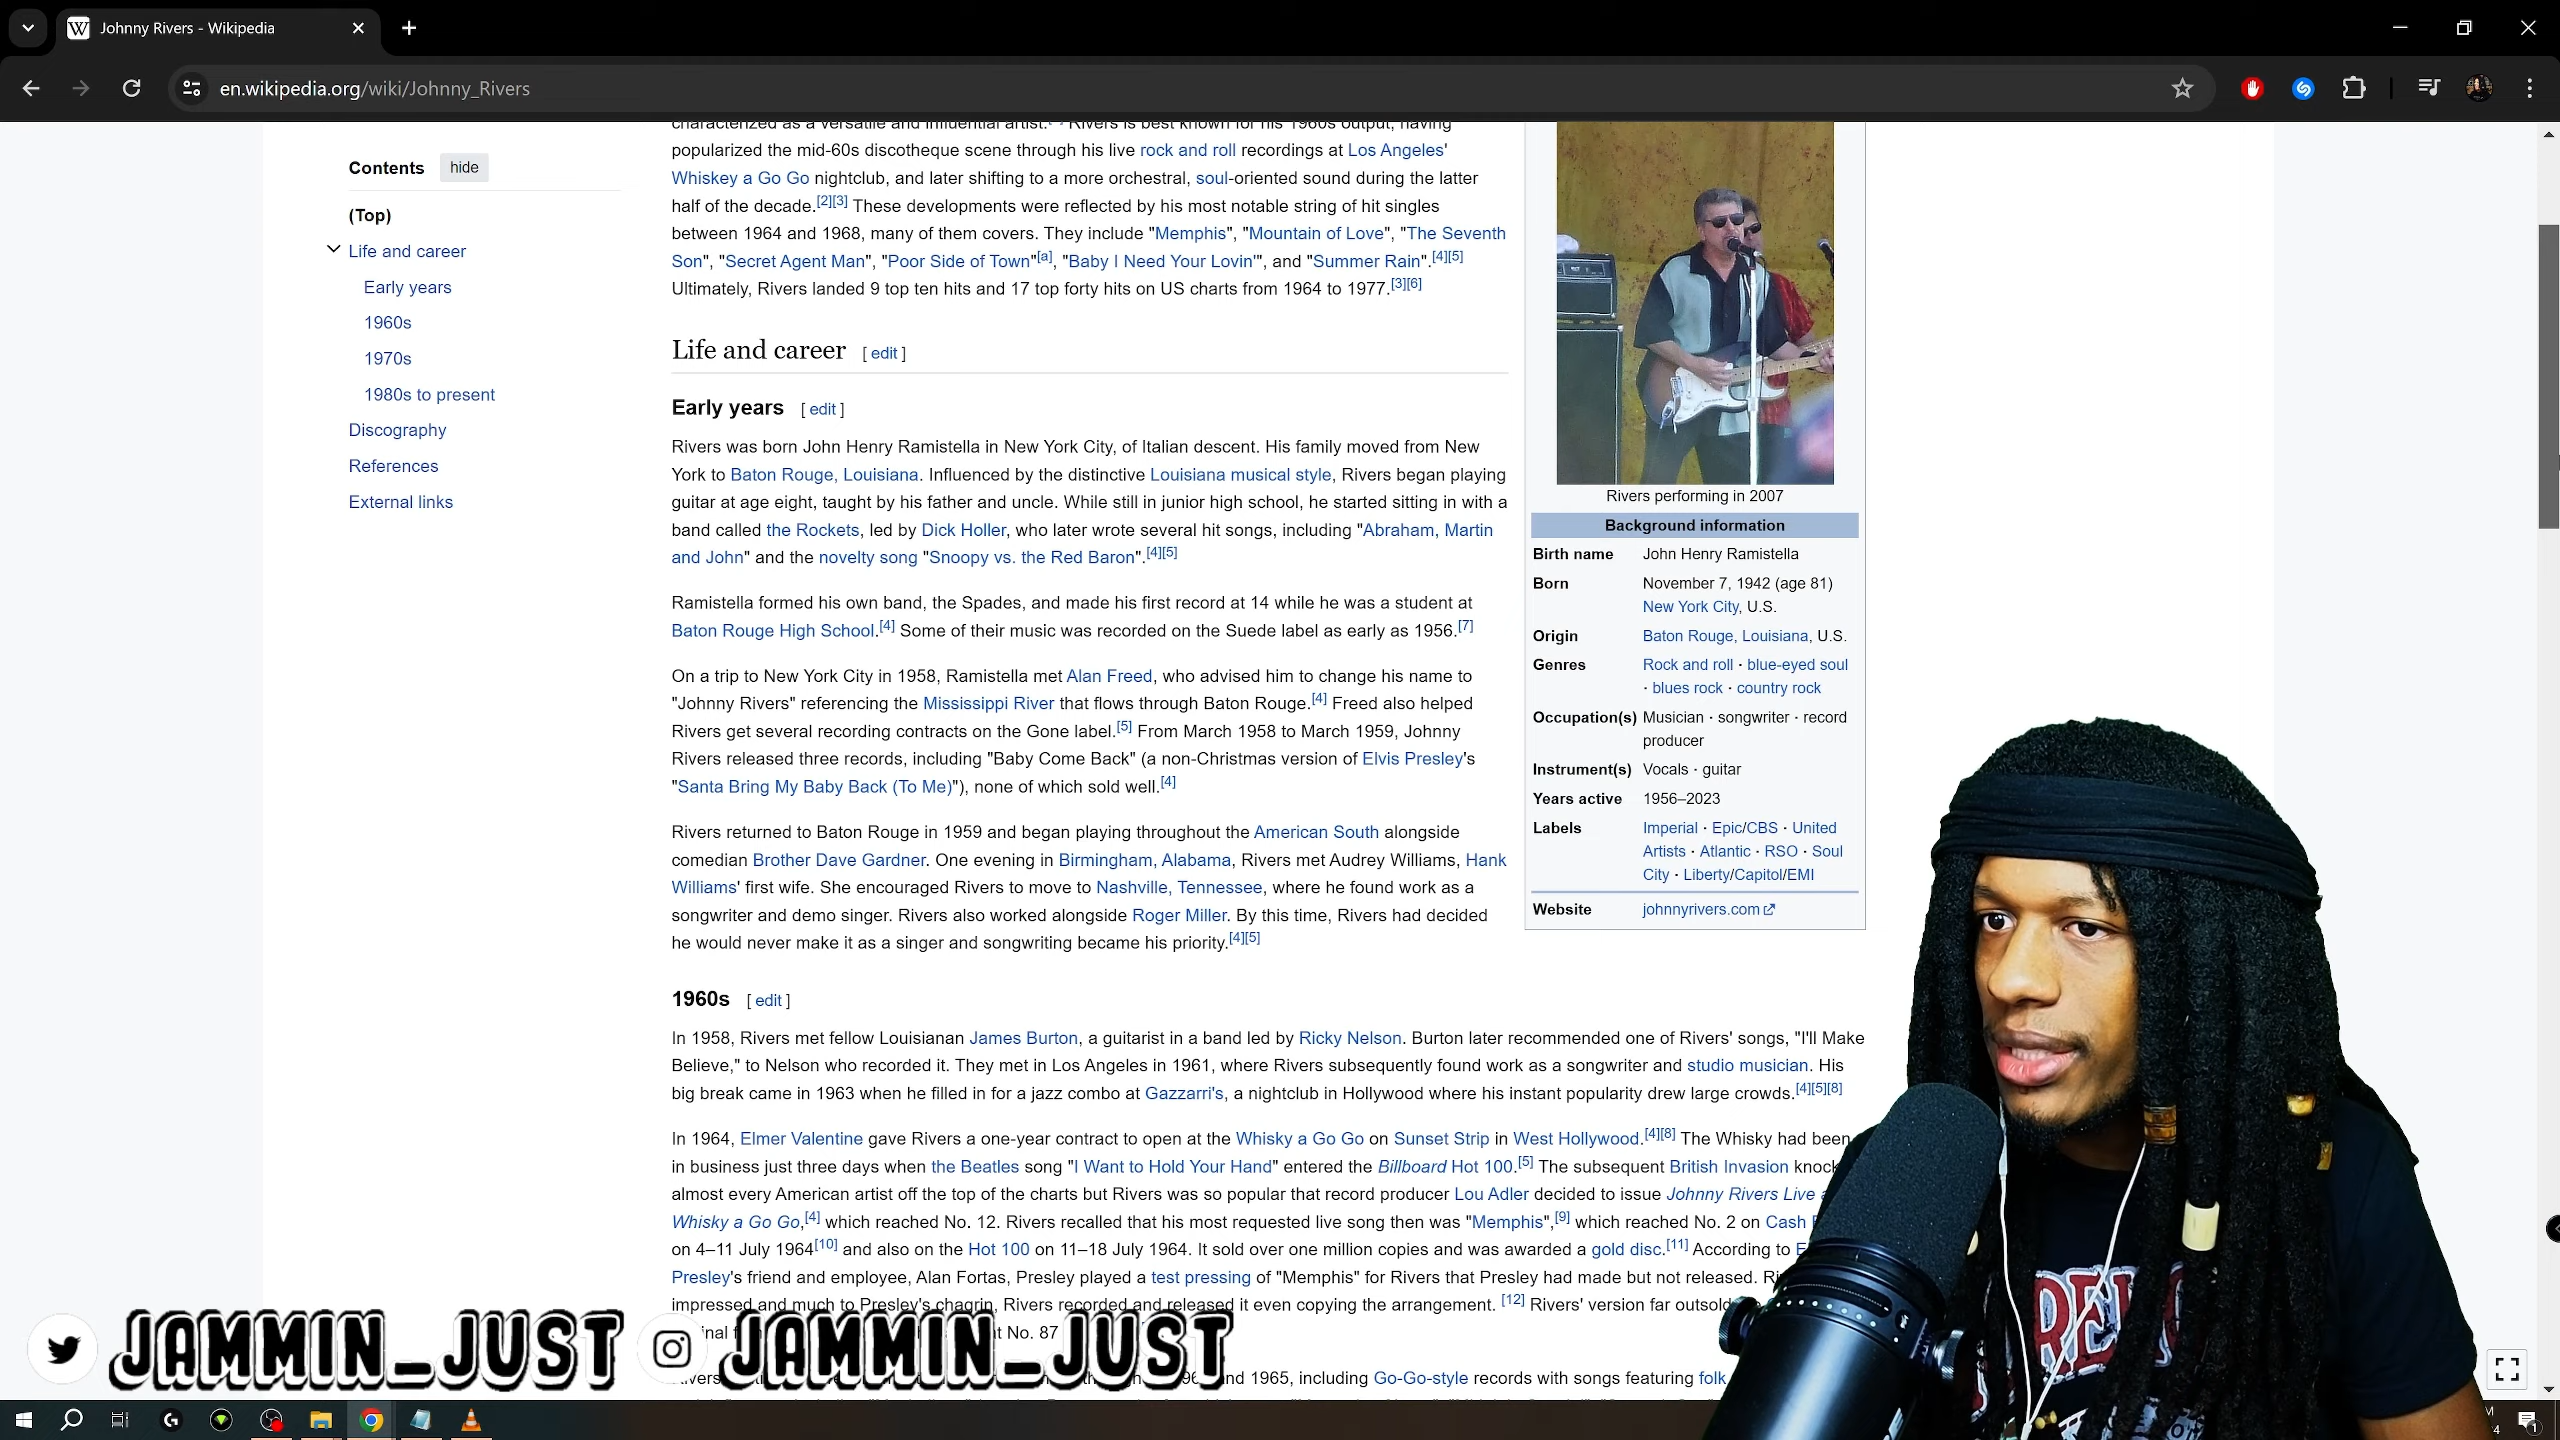 Johnny Rivers - Wikipedia
en.wikipedia.org/wiki/Johnny_Rivers
Contents hide
(Top)
Life and career
Early years
1960s
1970s
1980s to present
Discography
References
External links
characterized as a versatile and influential artist. Rivers is best known for his 1960s output, having
popularized the mid-60s discotheque scene through his live rock and roll recordings at Los Angeles'
Whiskey a Go Go nightclub, and later shifting to a more orchestral, soul-oriented sound during the latter
half of the decade.[2][3] These developments were reflected by his most notable string of hit singles
between 1964 and 1968, many of them covers. They include "Memphis", "Mountain of Love", "The Seventh
Son", "Secret Agent Man", "Poor Side of Town"[a], "Baby I Need Your Lovin'", and "Summer Rain".[4][5]
Ultimately, Rivers landed 9 top ten hits and 17 top forty hits on US charts from 1964 to 1977.[3][6]
Life and career [ edit ]
Early years [ edit ]
Rivers was born John Henry Ramistella in New York City, of Italian descent. His family moved from New
York to Baton Rouge, Louisiana. Influenced by the distinctive Louisiana musical style, Rivers began playing
guitar at age eight, taught by his father and uncle. While still in junior high school, he started sitting in with a
band called the Rockets, led by Dick Holler, who later wrote several hit songs, including "Abraham, Martin
and John" and the novelty song "Snoopy vs. the Red Baron".[4][5]
Ramistella formed his own band, the Spades, and made his first record at 14 while he was a student at
Baton Rouge High School.[4] Some of their music was recorded on the Suede label as early as 1956.[7]
On a trip to New York City in 1958, Ramistella met Alan Freed, who advised him to change his name to
"Johnny Rivers" referencing the Mississippi River that flows through Baton Rouge.[4] Freed also helped
Rivers get several recording contracts on the Gone label.[5] From March 1958 to March 1959, Johnny
Rivers released three records, including "Baby Come Back" (a non-Christmas version of Elvis Presley's
"Santa Bring My Baby Back (To Me)"), none of which sold well.[4]
Rivers returned to Baton Rouge in 1959 and began playing throughout the American South alongside
comedian Brother Dave Gardner. One evening in Birmingham, Alabama, Rivers met Audrey Williams, Hank
Williams' first wife. She encouraged Rivers to move to Nashville, Tennessee, where he found work as a
songwriter and demo singer. Rivers also worked alongside Roger Miller. By this time, Rivers had decided
he would never make it as a singer and songwriting became his priority.[4][5]
Rivers performing in 2007
Background information
Birth name John Henry Ramistella
Born November 7, 1942 (age 81)
New York City, U.S.
Origin Baton Rouge, Louisiana, U.S.
Genres Rock and roll · blue-eyed soul
· blues rock · country rock
Occupation(s) Musician · songwriter · record
producer
Instrument(s) Vocals · guitar
Years active 1956–2023
Labels Imperial · Epic/CBS · United
Artists · Atlantic · RSO · Soul
City · Liberty/Capitol/EMI
Website johnnyrivers.com
1960s [ edit ]
In 1958, Rivers met fellow Louisianan James Burton, a guitarist in a band led by Ricky Nelson. Burton later recommended one of Rivers' songs, "I'll Make
Believe," to Nelson who recorded it. They met in Los Angeles in 1961, where Rivers subsequently found work as a songwriter and studio musician. His
big break came in 1963 when he filled in for a jazz combo at Gazzarri's, a nightclub in Hollywood where his instant popularity drew large crowds.[4][5][8]
In 1964, Elmer Valentine gave Rivers a one-year contract to open at the Whisky a Go Go on Sunset Strip in West Hollywood.[4][8] The Whisky had been
in business just three days when the Beatles song "I Want to Hold Your Hand" entered the Billboard Hot 100.[5] The subsequent British Invasion knock
almost every American artist off the top of the charts but Rivers was so popular that record producer Lou Adler decided to issue Johnny Rivers Live
Whisky a Go Go,[4] which reached No. 12. Rivers recalled that his most requested live song then was "Memphis",[9] which reached No. 2 on Cash
on 4–11 July 1964[10] and also on the Hot 100 on 11–18 July 1964. It sold over one million copies and was awarded a gold disc.[11] According to
Presley's friend and employee, Alan Fortas, Presley played a test pressing of "Memphis" for Rivers that Presley had made but not released.
impressed and much to Presley's chagrin, Rivers recorded and released it even copying the arrangement. [12] Rivers' version far outsold
No. 87
and 1965, including Go-Go-style records with songs featuring folk
JAMMIN_JUST JAMMIN_JUST